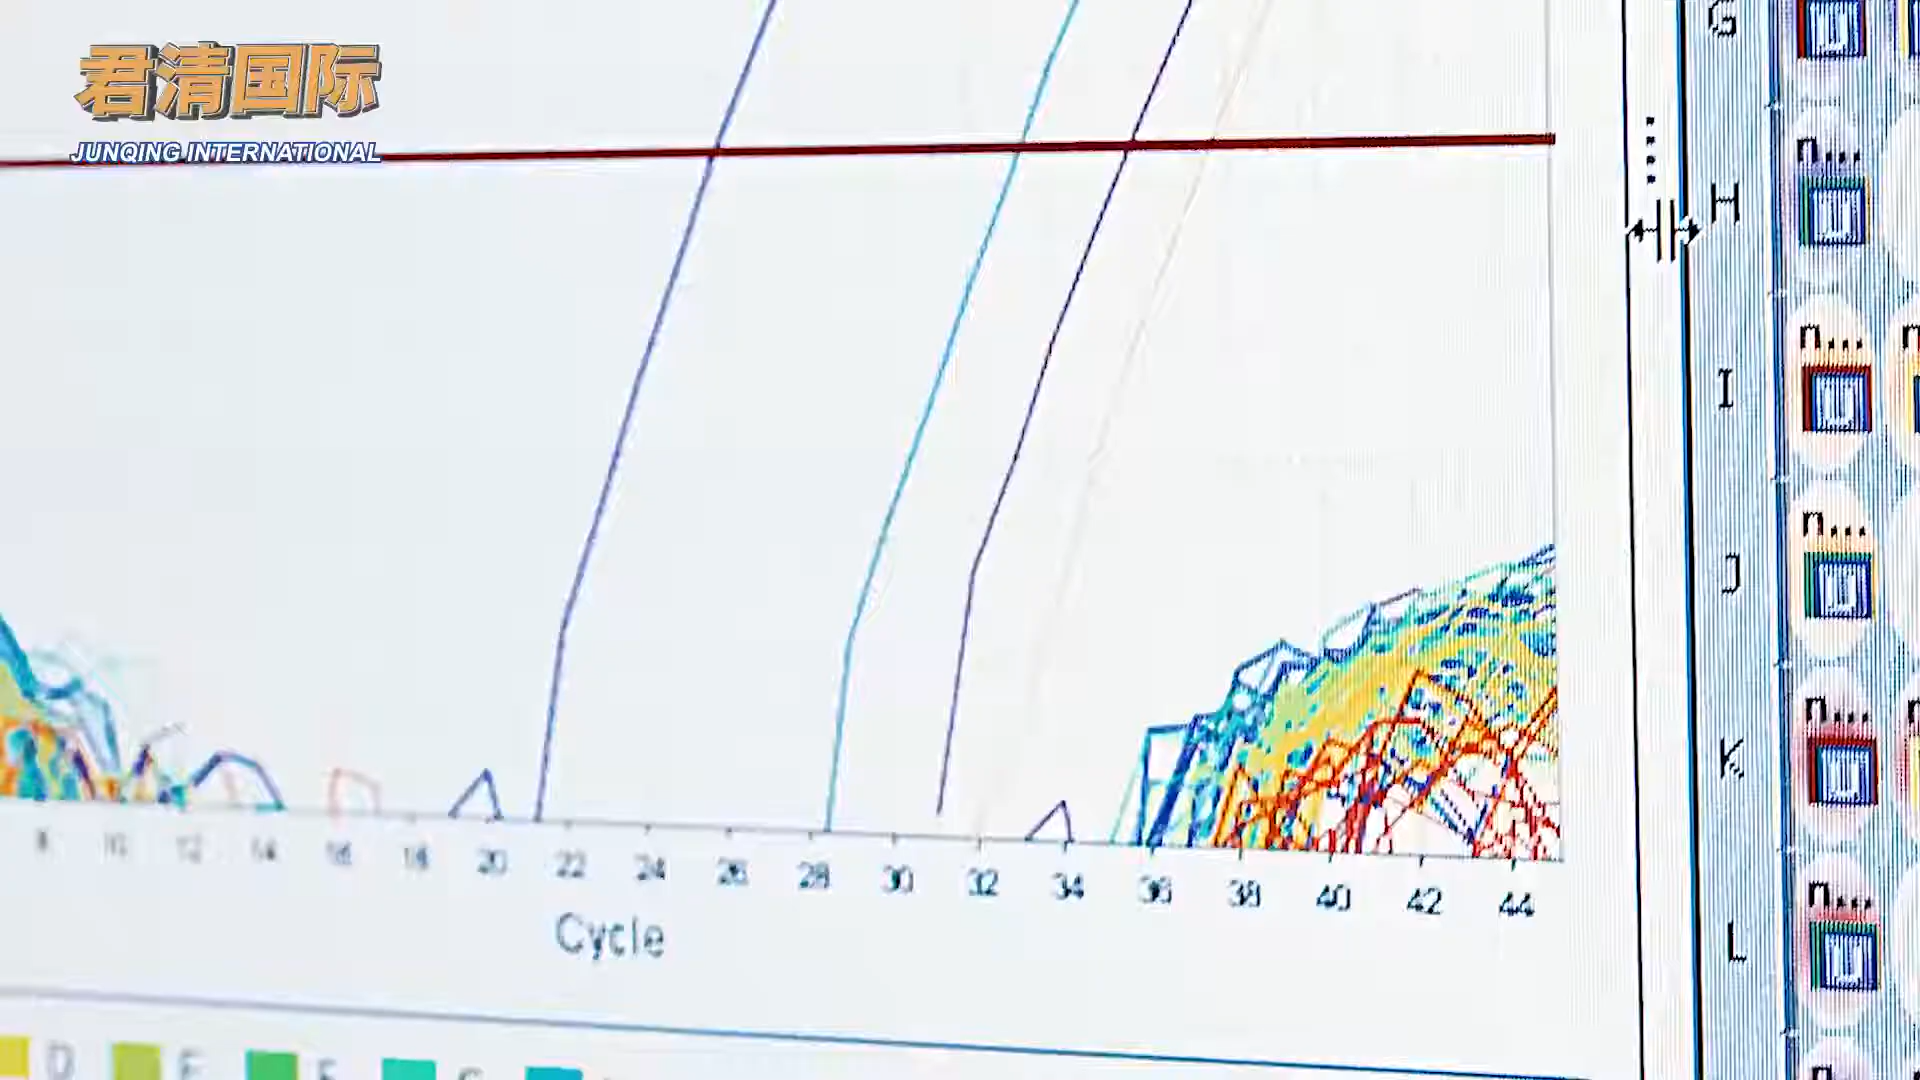 君清国际
JUNQING INTERNATIONAL
G
n...
H
n...
I
n...
J
n...
K
n...
L
8 10 12 14 16 18 20 22 24 26 28 30 32 34 36 38 40 42 44
Cycle
D E F G